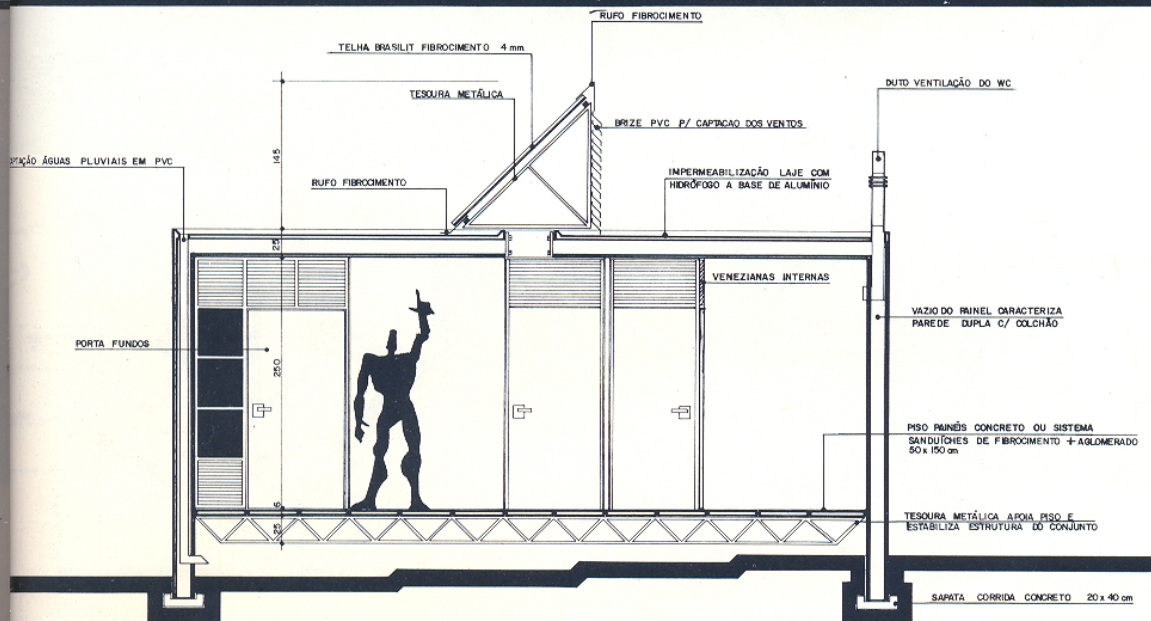 RUFO FIBROCIMENTO
TELHA BRASILIT FIBROCIMENTO 4 mm
TESOURA METÁLICA
DUTO VENTILAÇÃO DO WC
BRIZE PVC P/ CAPTACAO DOS VENTOS
145
ÁGUAS PLUVIAIS EM PVC
RUFO FIBROCIMENTO
IMPERMEABILIZAÇÃO LAJE COM
HIDRÓFOGO A BASE DE ALUMÍNIO
25
VENEZIANAS INTERNAS
VAZIO DO PAINEL CARACTERIZA
PAREDE DUPLA C/ COLCHÃO
PORTA FUNDOS
250
PISO PAINÉIS CONCRETO OU SISTEMA
SANDUÍCHES DE FIBROCIMENTO + AGLOMERADO
50 x 150 cm
6
25
TESOURA METÁLICA APOIA PISO E
ESTABILIZA ESTRUTURA DO CONJUNTO
SAPATA CORRIDA CONCRETO 20 x 40 cm